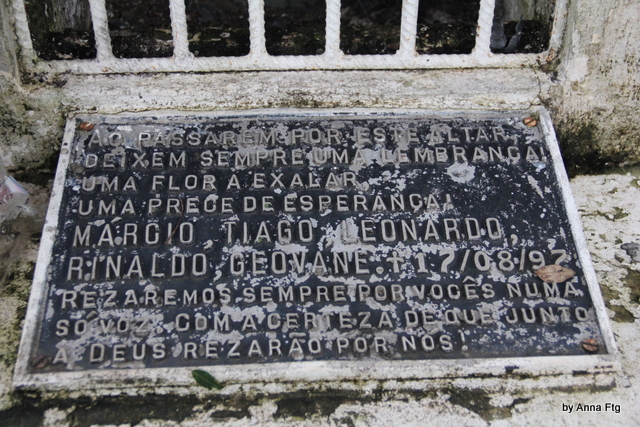 AO PASSAREM POR ESTE ALTAR,
DEIXEM SEMPRE UMA LEMBRANÇA!
UMA FLOR A EXALAR,
UMA PRECE DE ESPERANÇA!
MÁRCIO, TIAGO LEONARDO,
RINALDO, GEOVANE. † 17/08/97
REZAREMOS SEMPRE POR VOCÊS NUMA
SÓ VOZ, COM A CERTEZA DE QUE JUNTO
A DEUS REZARÃO POR NÓS!
by Anna Ftg